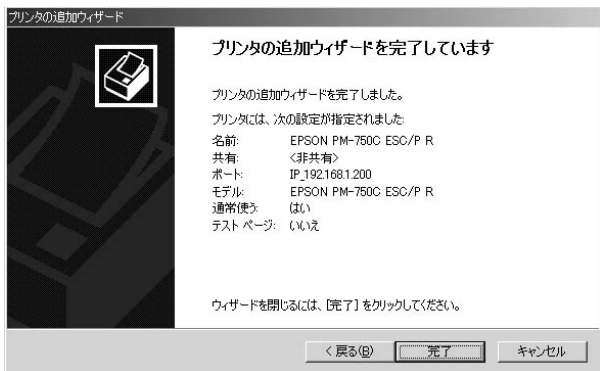 プリンタの追加ウィザード
プリンタの追加ウィザードを完了しています
プリンタの追加ウィザードを完了しました。
プリンタには、次の設定が指定されました:
名前: EPSON PM-750C ESC/P R
共有: <非共有>
ポート: IP_192.168.1.200
モデル: EPSON PM-750C ESC/P R
通常使う: はい
テスト ページ: いいえ
ウィザードを閉じるには、[完了] をクリックしてください。
< 戻る(B) 完了 キャンセル